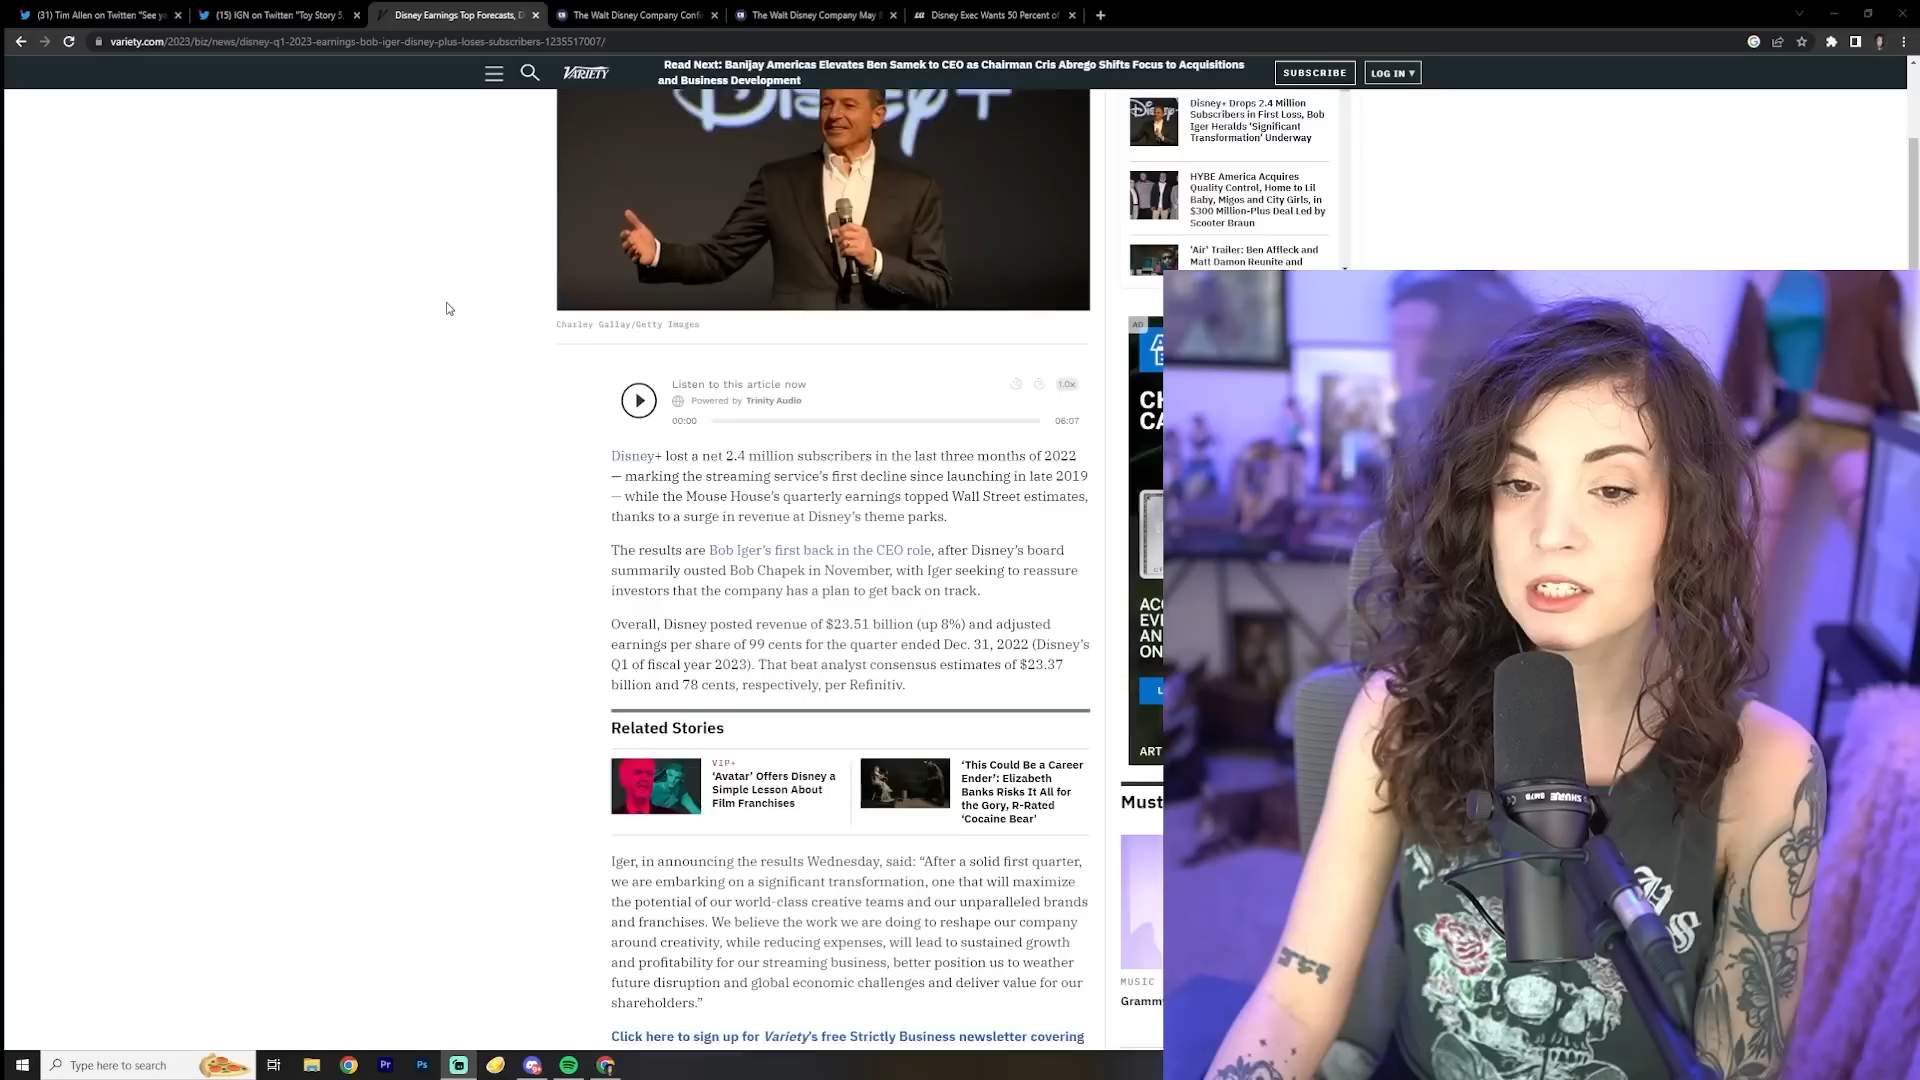 (31) Tim Allen on Twitter: "See ya
(15) IGN on Twitter: "Toy Story 5,
Disney Earnings Top Forecasts, D
The Walt Disney Company Confi
The Walt Disney Company May
Disney Exec Wants 50 Percent of
variety.com/2023/biz/news/disney-q1-2023-earnings-bob-iger-disney-plus-loses-subscribers-1235517007/
VARIETY
Read Next: Banijay Americas Elevates Ben Samek to CEO as Chairman Cris Abrego Shifts Focus to Acquisitions
and Business Development
SUBSCRIBE
LOG IN ▾
Disney+
Charley Gallay/Getty Images
Listen to this article now
1.0x
Powered by Trinity Audio
00:00
06:07
Disney+ lost a net 2.4 million subscribers in the last three months of 2022
— marking the streaming service's first decline since launching in late 2019
— while the Mouse House's quarterly earnings topped Wall Street estimates,
thanks to a surge in revenue at Disney's theme parks.
The results are Bob Iger's first back in the CEO role, after Disney's board
summarily ousted Bob Chapek in November, with Iger seeking to reassure
investors that the company has a plan to get back on track.
Overall, Disney posted revenue of $23.51 billion (up 8%) and adjusted
earnings per share of 99 cents for the quarter ended Dec. 31, 2022 (Disney's
Q1 of fiscal year 2023). That beat analyst consensus estimates of $23.37
billion and 78 cents, respectively, per Refinitiv.
Related Stories
VIP+
'Avatar' Offers Disney a
Simple Lesson About
Film Franchises
'This Could Be a Career
Ender': Elizabeth
Banks Risks It All for
the Gory, R-Rated
'Cocaine Bear'
Iger, in announcing the results Wednesday, said: "After a solid first quarter,
we are embarking on a significant transformation, one that will maximize
the potential of our world-class creative teams and our unparalleled brands
and franchises. We believe the work we are doing to reshape our company
around creativity, while reducing expenses, will lead to sustained growth
and profitability for our streaming business, better position us to weather
future disruption and global economic challenges and deliver value for our
shareholders."
Click here to sign up for Variety's free Strictly Business newsletter covering
Disney+ Drops 2.4 Million
Subscribers in First Loss, Bob
Iger Heralds 'Significant
Transformation' Underway
HYBE America Acquires
Quality Control, Home to Lil
Baby, Migos and City Girls, in
$300 Million-Plus Deal Led by
Scooter Braun
'Air' Trailer: Ben Affleck and
Matt Damon Reunite and
AD
CH
CA
ACC
EVE
AN
ON
L
ART
Must
MUSIC
Grammy
SHURE
SM7B
Type here to search
Pr
Ps